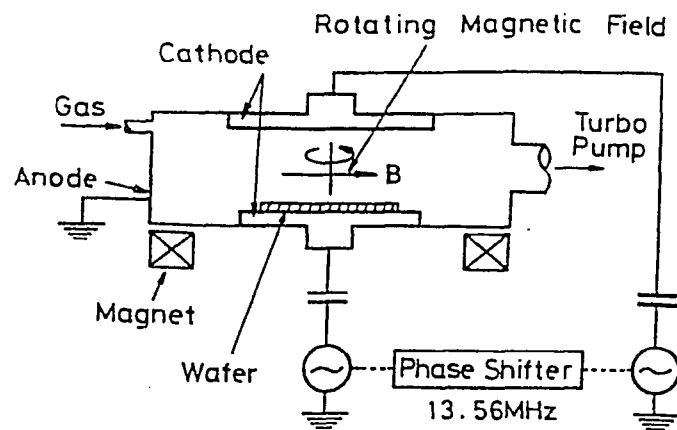 Rotating Magnetic Field
Cathode
Gas
Turbo
Pump
Anode
B
Magnet
Wafer
Phase Shifter
13.56MHz